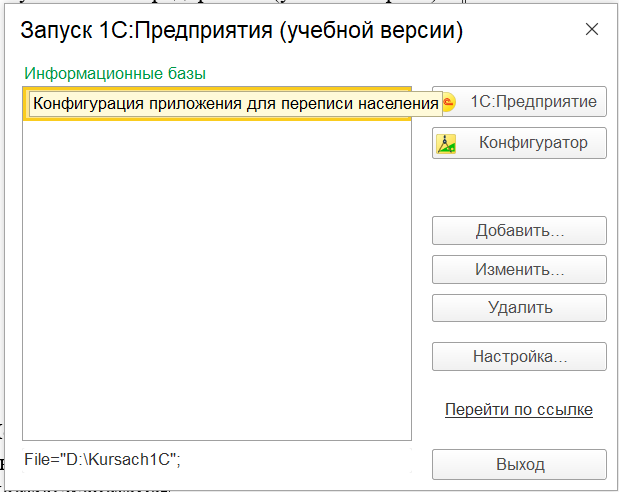 Запуск 1С:Предприятия (учебной версии)
Информационные базы
Конфигурация приложения для переписи населения
1С:Предприятие
Конфигуратор
Добавить...
Изменить...
Удалить
Настройка...
Перейти по ссылке
File="D:\Kursach1C";
Выход